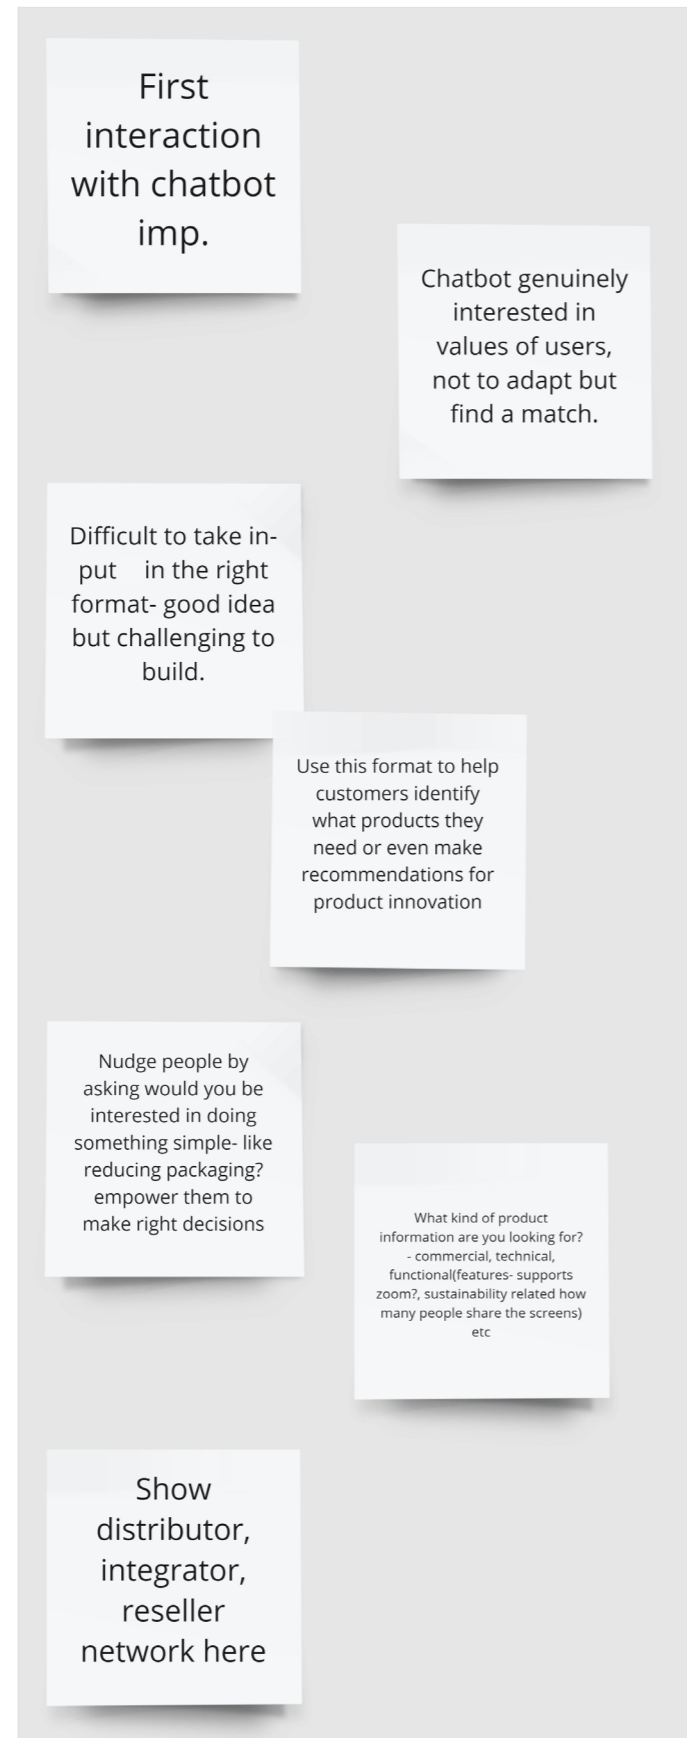 First
interaction
with chatbot
imp.
Chatbot genuinely
interested in
values of users,
not to adapt but
find a match.
Difficult to take in-
put    in the right
format- good idea
but challenging to
build.
Use this format to help
customers identify
what products they
need or even make
recommendations for
product innovation
Nudge people by
asking would you be
interested in doing
something simple- like
reducing packaging?
empower them to
make right decisions
What kind of product
information are you looking for?
- commercial, technical,
functional(features- supports
zoom?, sustainability related how
many people share the screens)
etc
Show
distributor,
integrator,
reseller
network here